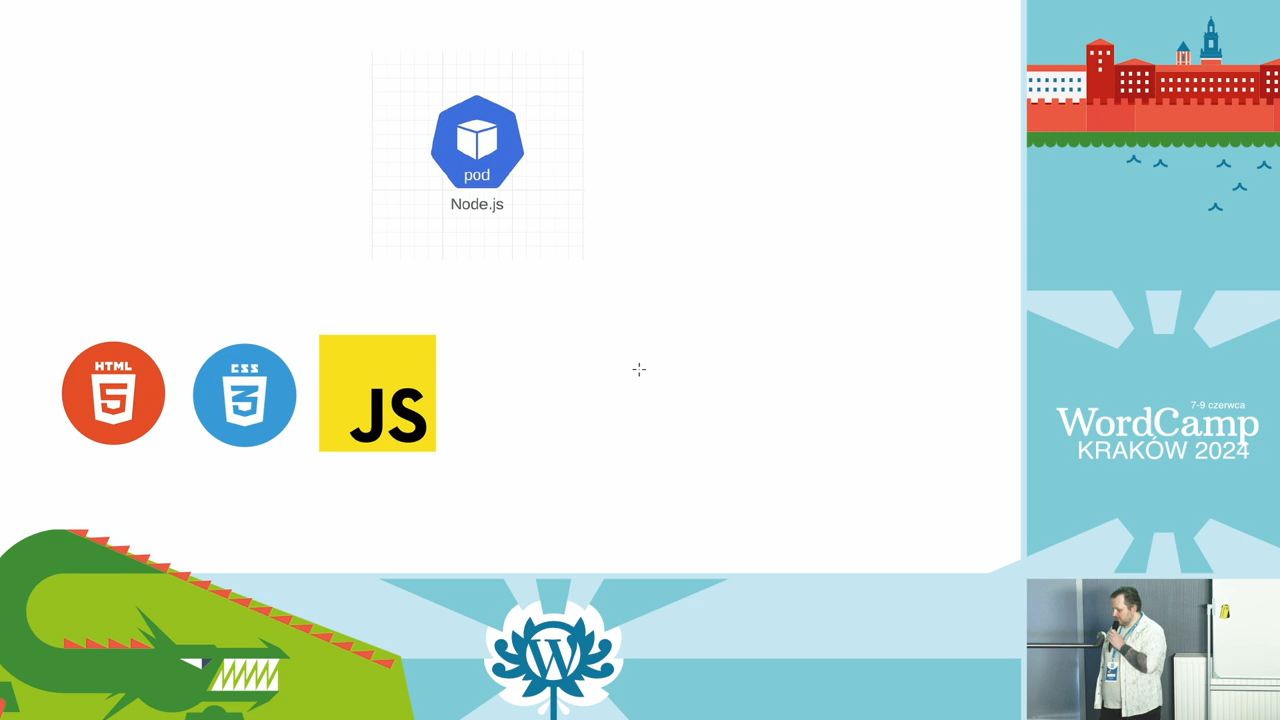 pod
Node.js
HTML
5
CSS
3
JS
7-9 czerwca
WordCamp
KRAKÓW 2024
W